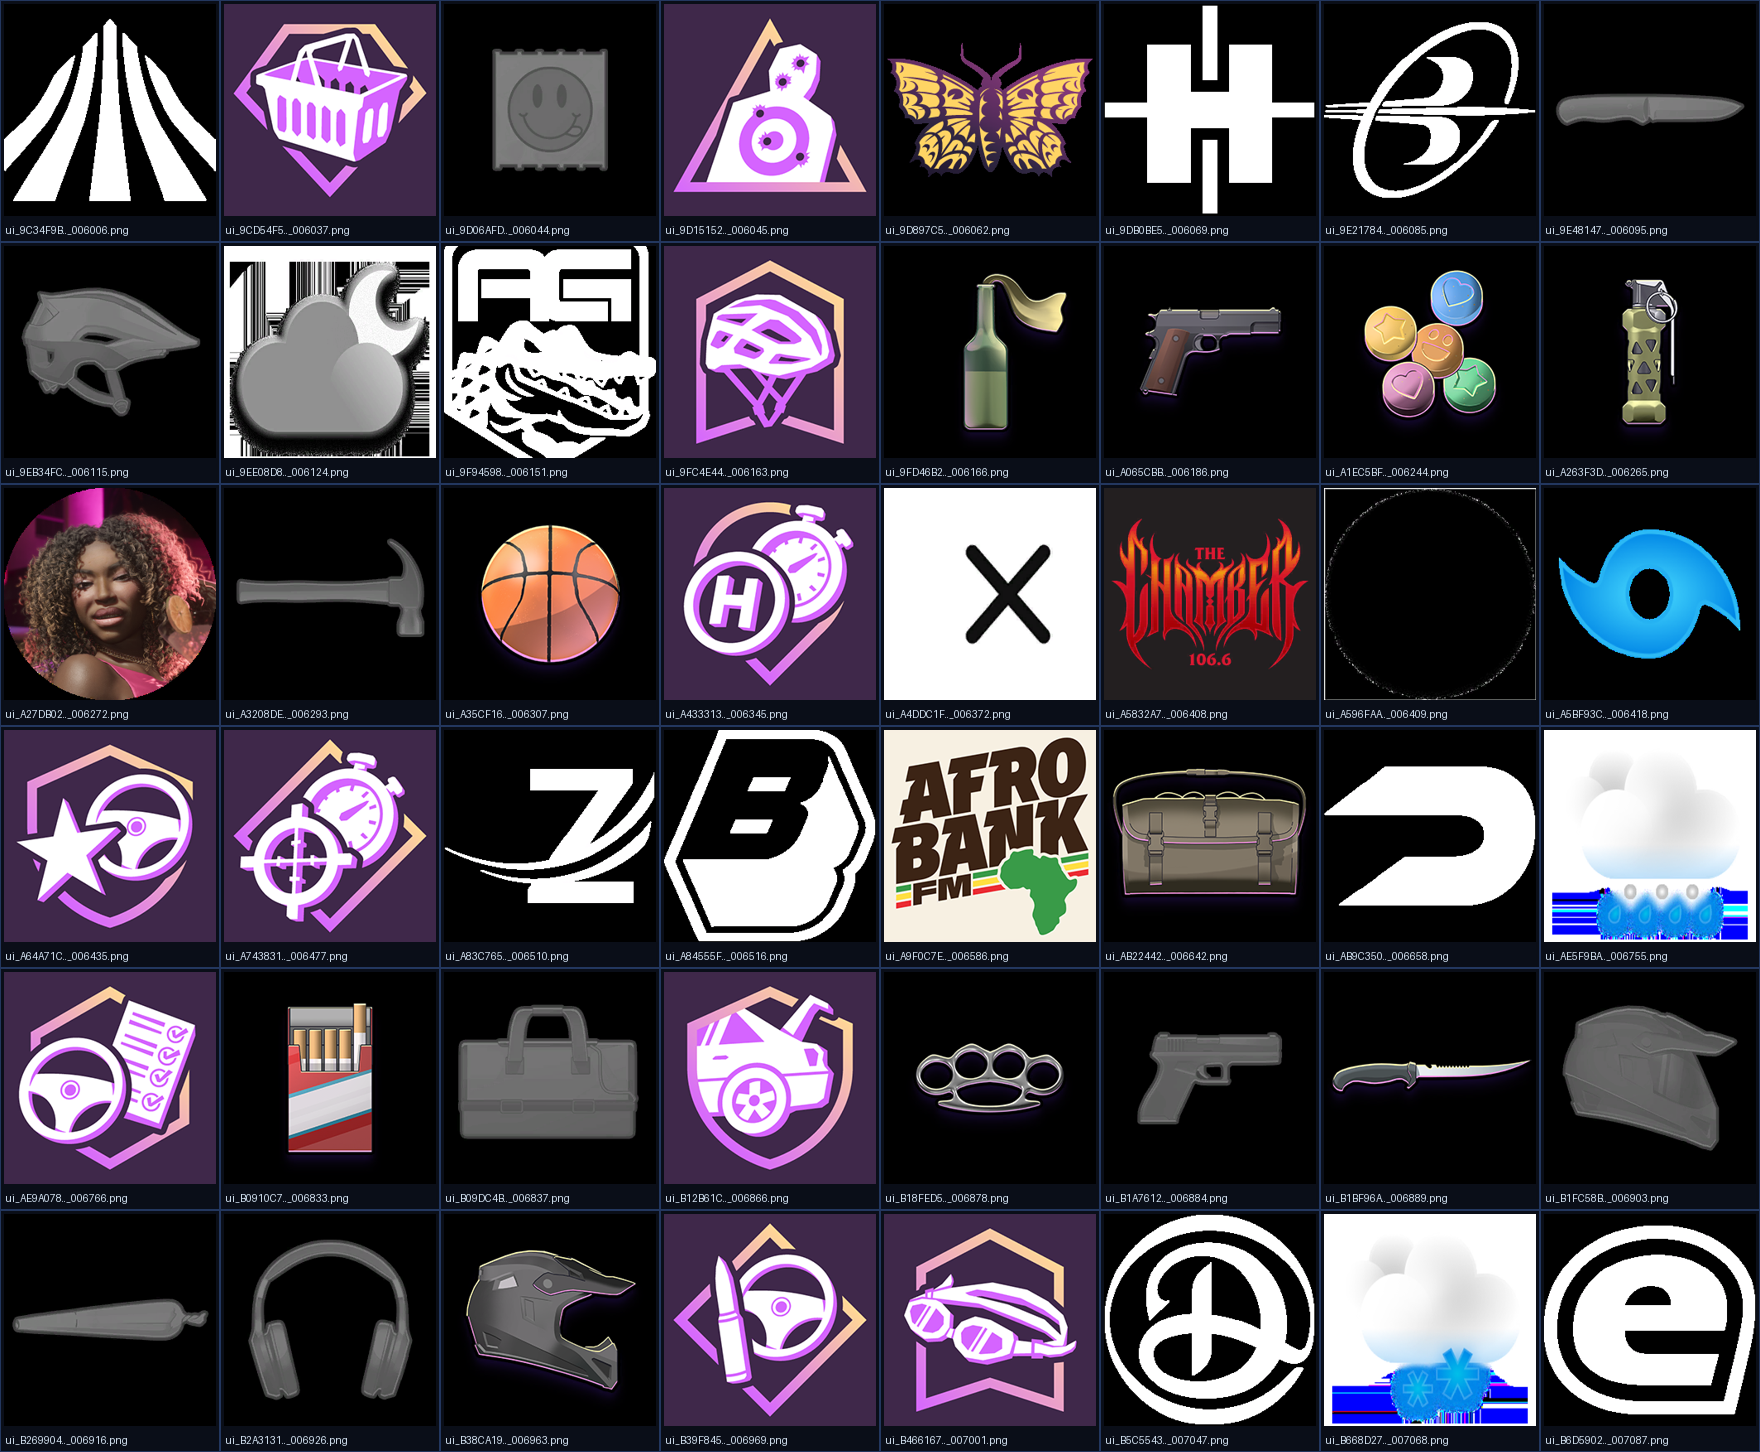 ui_9C34F9B.._006006.png
ui_9CD54F5.._006037.png
ui_9D06AFD.._006044.png
ui_9D15152.._006045.png
ui_9D897C5.._006062.png
H
ui_9DB0BE5.._006069.png
B
ui_9E21784.._006085.png
ui_9E48147.._006095.png
ui_9EB34FC.._006115.png
ui_9EE08D8.._006124.png
AG
ui_9F94598.._006151.png
ui_9FC4E44.._006163.png
ui_9FD46B2.._006166.png
ui_A065CBB.._006186.png
ui_A1EC5BF.._006244.png
ui_A263F3D.._006265.png
ui_A27DB02.._006272.png
ui_A3208DE.._006293.png
ui_A35CF16.._006307.png
H
ui_A433313.._006345.png
X
ui_A4DDC1F.._006372.png
THE
CHAMBER
106.6
ui_A5832A7.._006408.png
ui_A596FAA.._006409.png
ui_A5BF93C.._006418.png
ui_A64A71C.._006435.png
ui_A743831.._006477.png
Z
ui_A83C765.._006510.png
B
ui_A84555F.._006516.png
AFRO
BANK
FM
ui_A9F0C7E.._006586.png
ui_AB22442.._006642.png
ui_AB9C350.._006658.png
ui_AE5F9BA.._006755.png
ui_AE9A078.._006766.png
ui_B0910C7.._006833.png
ui_B09DC4B.._006837.png
ui_B12B61C.._006866.png
ui_B18FED5.._006878.png
ui_B1A7612.._006884.png
ui_B1BF96A.._006889.png
ui_B1FC58B.._006903.png
ui_B269904.._006916.png
ui_B2A3131.._006926.png
ui_B38CA19.._006963.png
ui_B39F845.._006969.png
ui_B466167.._007001.png
D
ui_B5C5543.._007047.png
ui_B668D27.._007068.png
e
ui_B6D5902.._007087.png